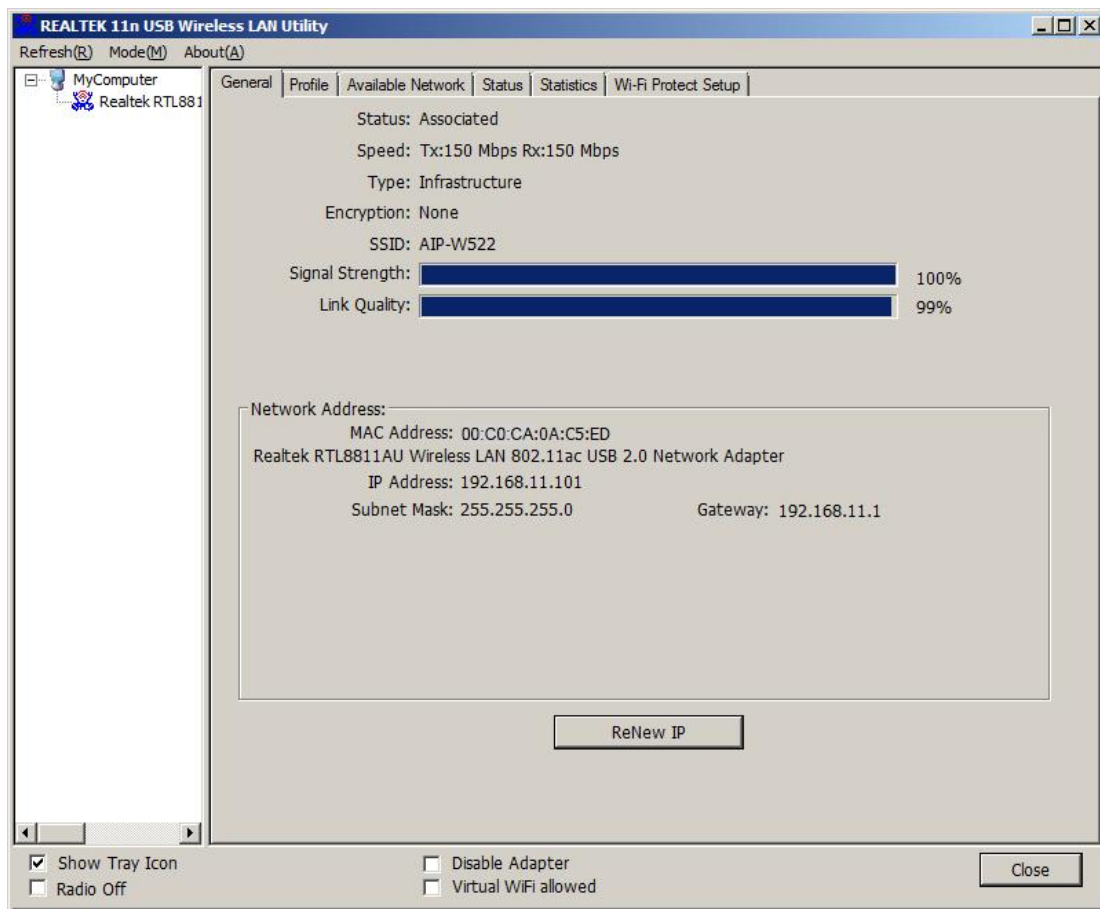 REALTEK 11n USB Wireless LAN Utility
Refresh(R) Mode(M) About(A)
MyComputer
Realtek RTL881
General Profile Available Network Status Statistics Wi-Fi Protect Setup
Status: Associated
Speed: Tx:150 Mbps Rx:150 Mbps
Type: Infrastructure
Encryption: None
SSID: AIP-W522
Signal Strength: 100%
Link Quality: 99%
Network Address:
MAC Address: 00:C0:CA:0A:C5:ED
Realtek RTL8811AU Wireless LAN 802.11ac USB 2.0 Network Adapter
IP Address: 192.168.11.101
Subnet Mask: 255.255.255.0 Gateway: 192.168.11.1
ReNew IP
Show Tray Icon Disable Adapter
Radio Off Virtual WiFi allowed
Close